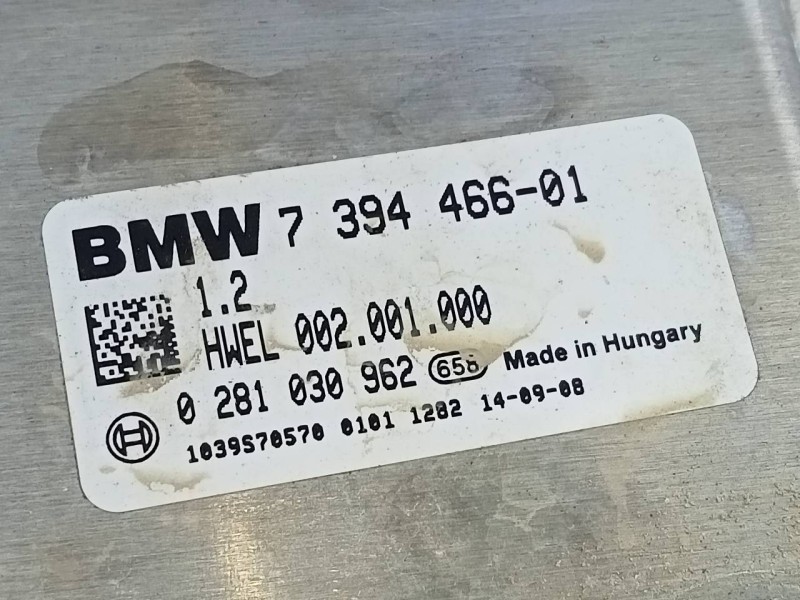 BMW 7 394 466-01
1.2
HWEL 002.001.000
0 281 030 962 658 Made in Hungary
1039S70570 0101 1282 14-09-08